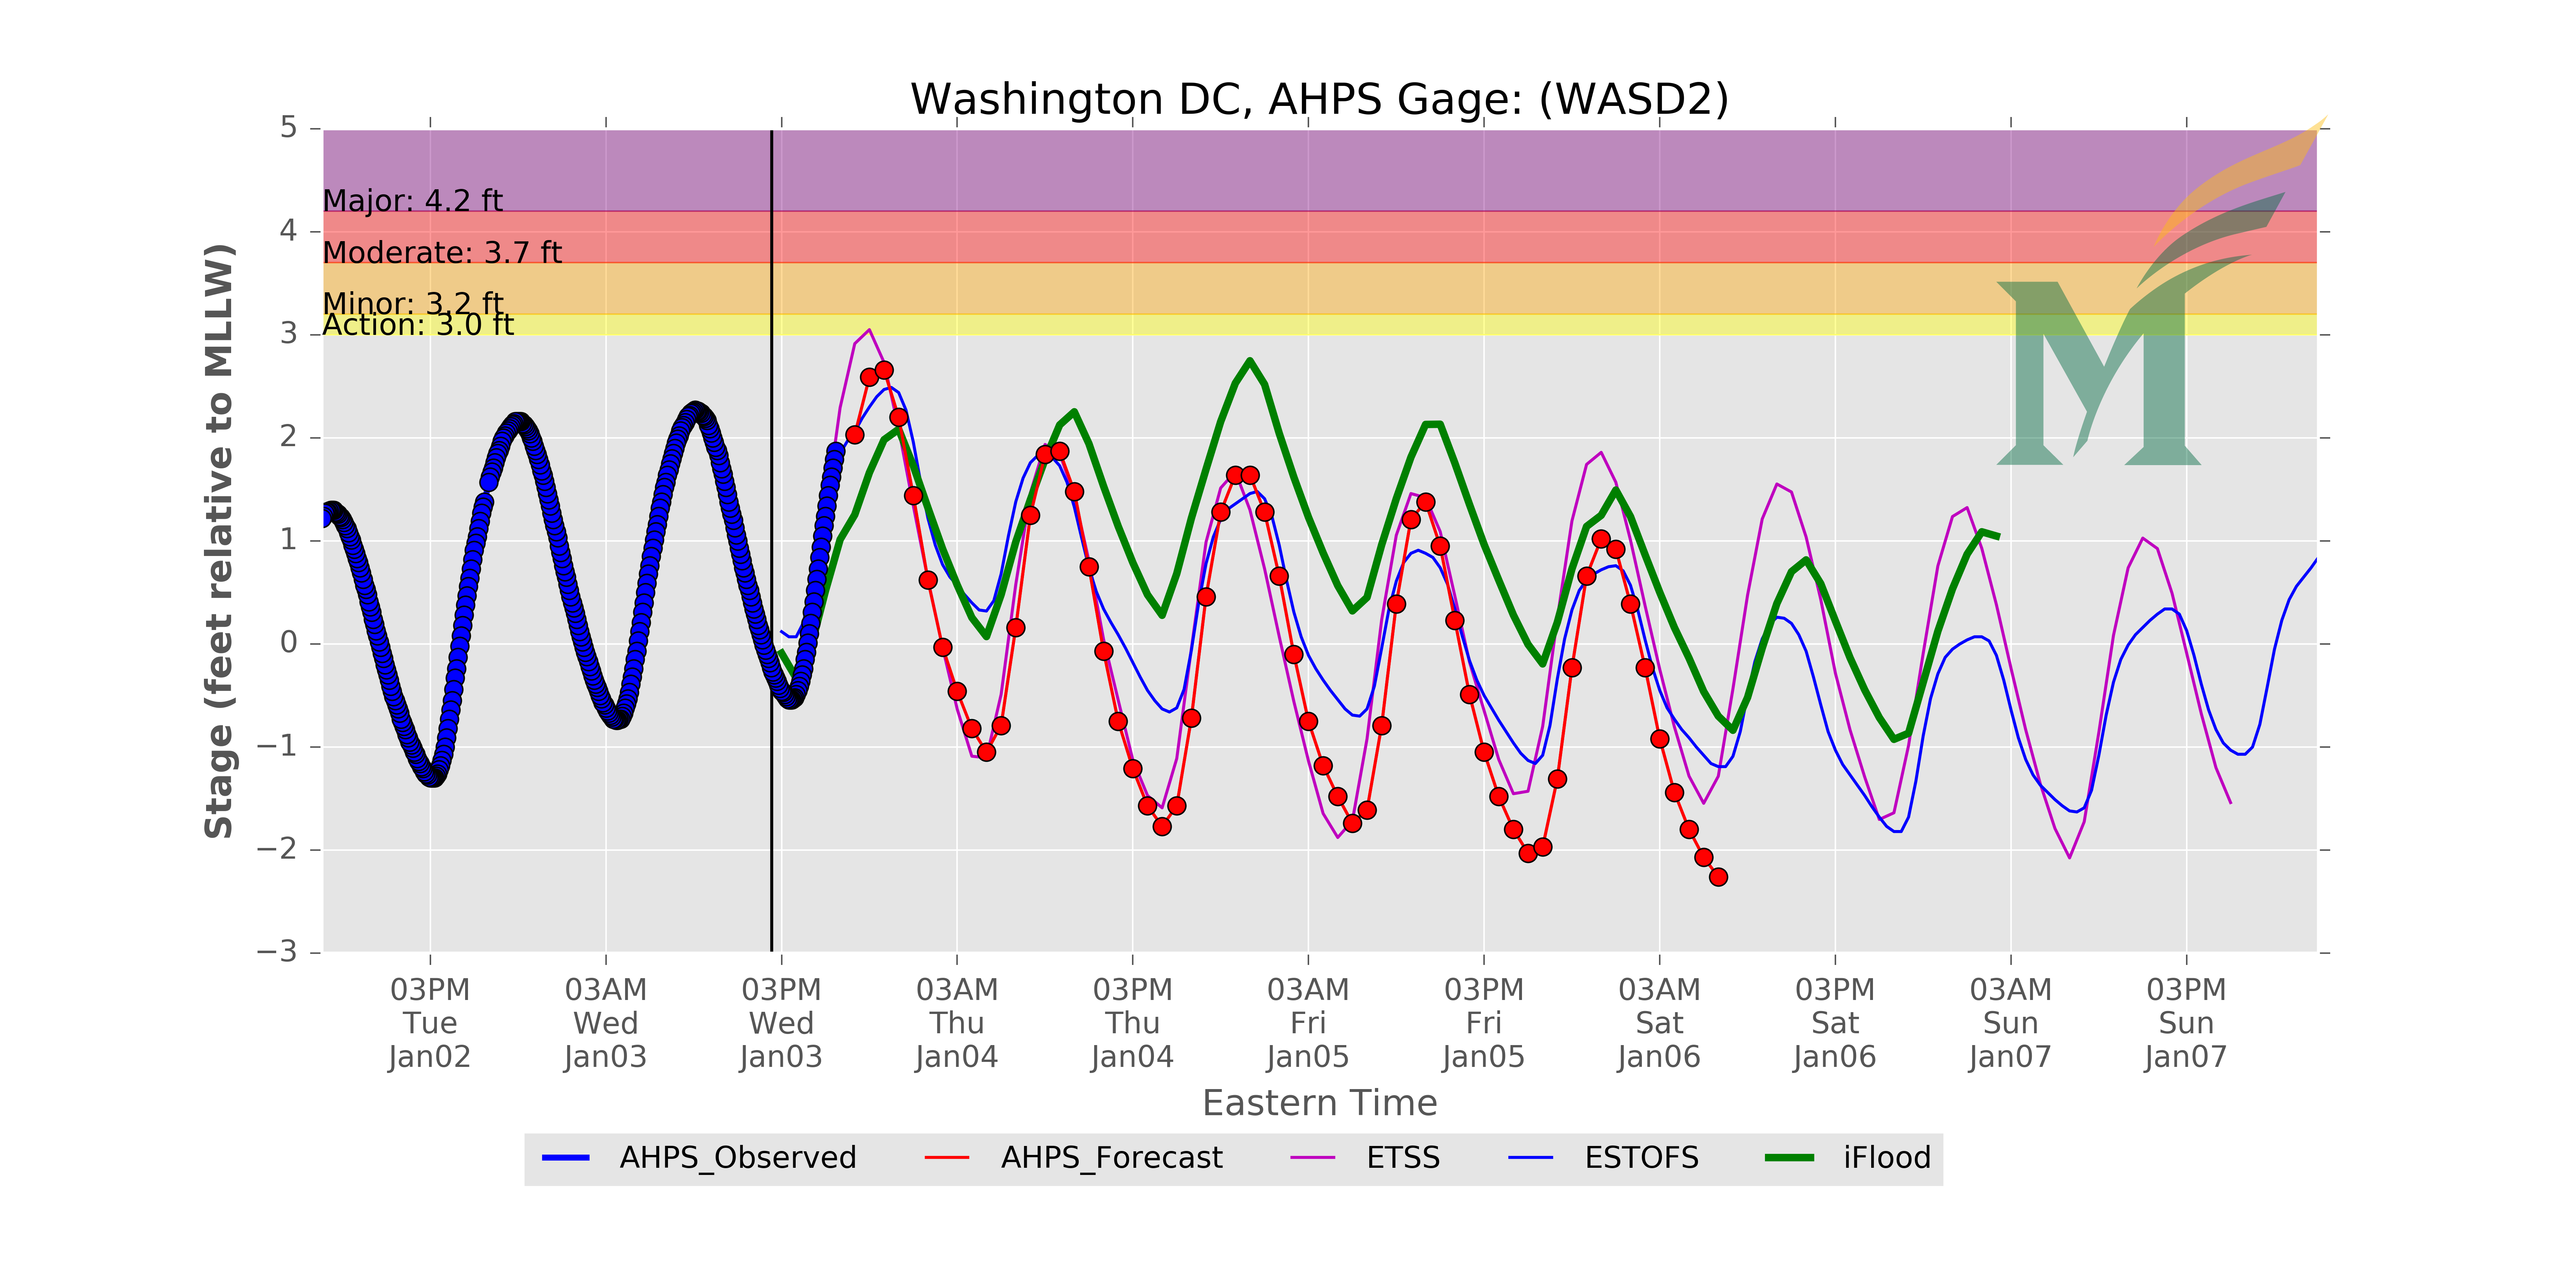 Washington DC, AHPS Gage: (WASD2)
Stage (feet relative to MLLW)
5
4
3
2
1
0
−1
−2
−3
Major: 4.2 ft
Moderate: 3.7 ft
Minor: 3.2 ft
Action: 3.0 ft
M
03PM 03AM 03PM 03AM 03PM 03AM 03PM 03AM 03PM 03AM 03PM
Tue Wed Wed Thu Thu Fri Fri Sat Sat Sun Sun
Jan02 Jan03 Jan03 Jan04 Jan04 Jan05 Jan05 Jan06 Jan06 Jan07 Jan07
Eastern Time
AHPS_Observed AHPS_Forecast ETSS ESTOFS iFlood